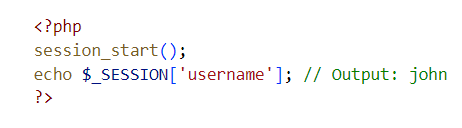 <?php
session_start();
echo $_SESSION['username']; // Output: john
?>